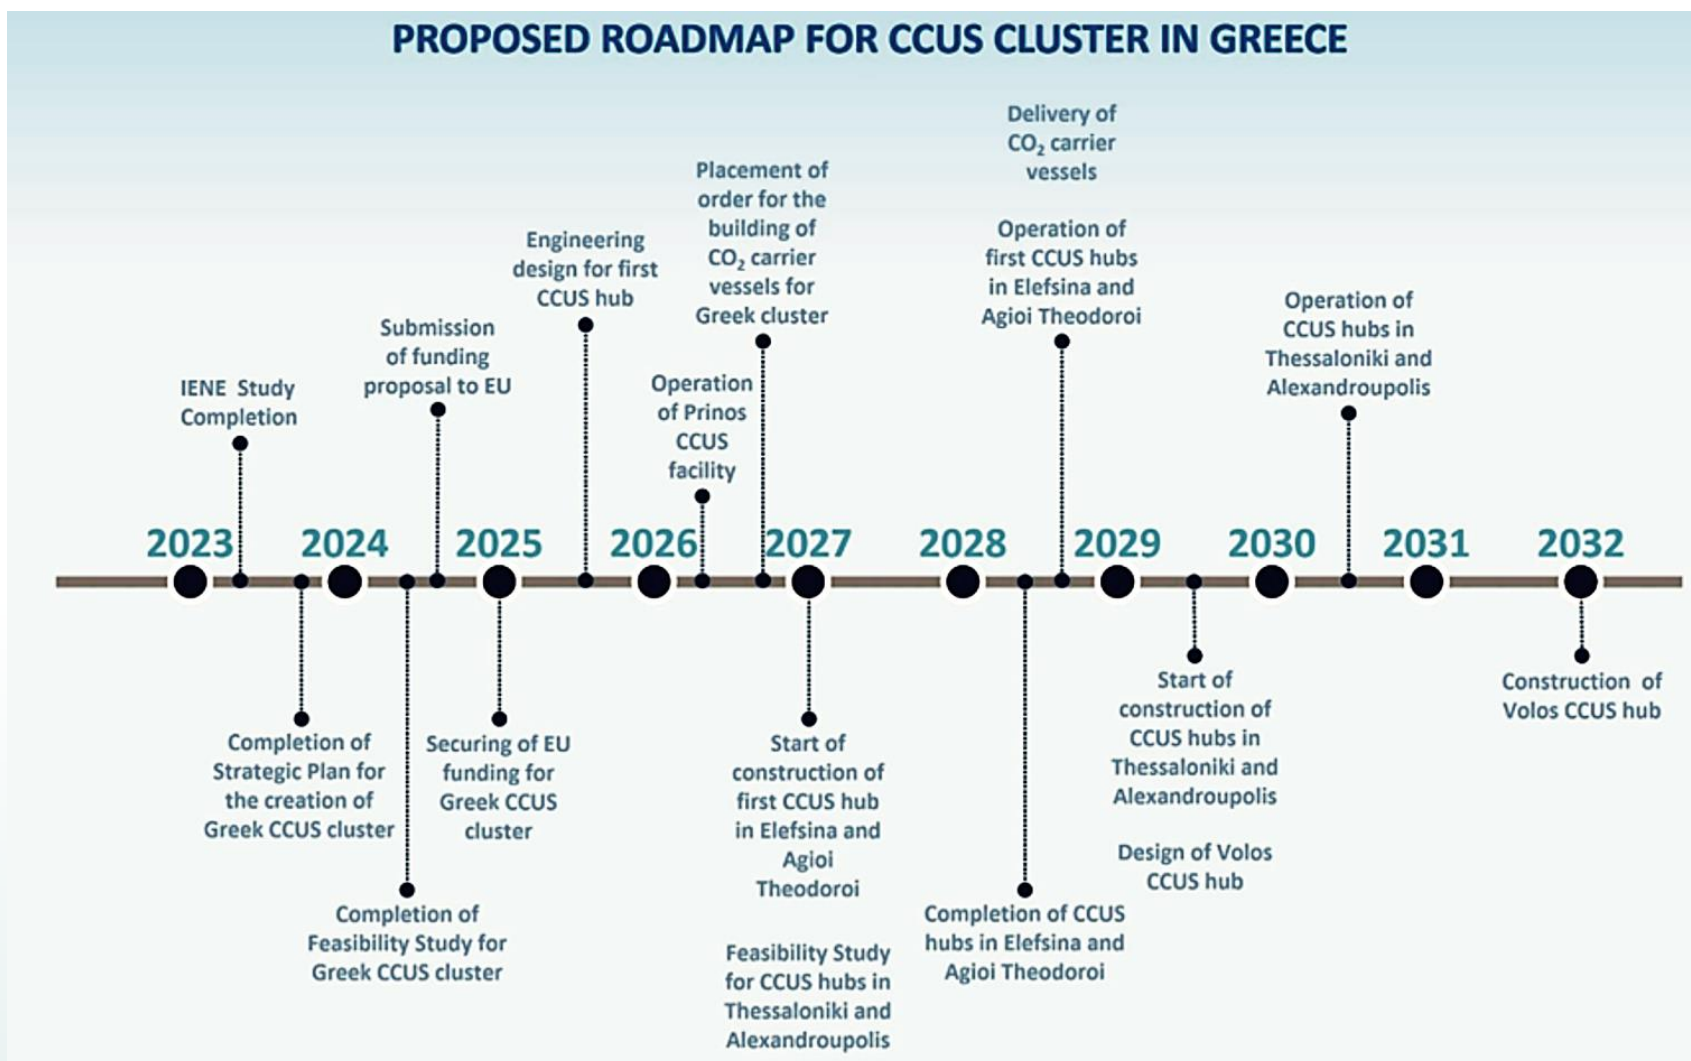 PROPOSED ROADMAP FOR CCUS CLUSTER IN GREECE
IENE Study
Completion
Submission
of funding
proposal to EU
Engineering
design for first
CCUS hub
Operation
of Prinos
CCUS
facility
Placement of
order for the
building of
CO₂ carrier
vessels for
Greek cluster
Delivery of
CO₂ carrier
vessels
Operation of
first CCUS hubs
in Elefsina and
Agioi Theodoroi
Operation of
CCUS hubs in
Thessaloniki and
Alexandroupolis
2023 2024 2025 2026 2027 2028 2029 2030 2031 2032
Completion of
Strategic Plan for
the creation of
Greek CCUS cluster
Completion of
Feasibility Study for
Greek CCUS cluster
Securing of EU
funding for
Greek CCUS
cluster
Start of
construction of
first CCUS hub
in Elefsina and
Agioi
Theodoroi
Feasibility Study
for CCUS hubs in
Thessaloniki and
Alexandroupolis
Completion of CCUS
hubs in Elefsina and
Agioi Theodoroi
Start of
construction of
CCUS hubs in
Thessaloniki and
Alexandroupolis
Design of Volos
CCUS hub
Construction of
Volos CCUS hub